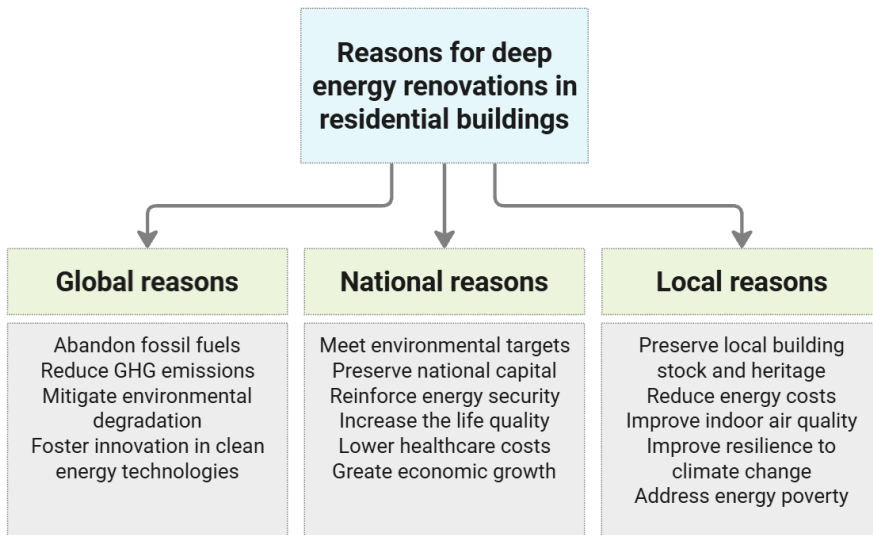 Reasons for deep
energy renovations in
residential buildings
Global reasons
Abandon fossil fuels
Reduce GHG emissions
Mitigate environmental
degradation
Foster innovation in clean
energy technologies
National reasons
Meet environmental targets
Preserve national capital
Reinforce energy security
Increase the life quality
Lower healthcare costs
Greate economic growth
Local reasons
Preserve local building
stock and heritage
Reduce energy costs
Improve indoor air quality
Improve resilience to
climate change
Address energy poverty